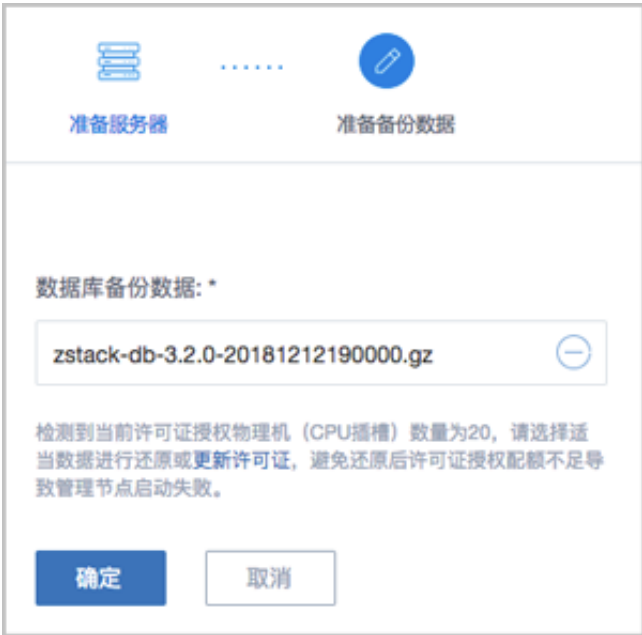 准备服务器
准备备份数据
数据库备份数据: *
zstack-db-3.2.0-20181212190000.gz
检测到当前许可证授权物理机（CPU插槽）数量为20，请选择适
当数据进行还原或更新许可证，避免还原后许可证授权配额不足导
致管理节点启动失败。
确定
取消